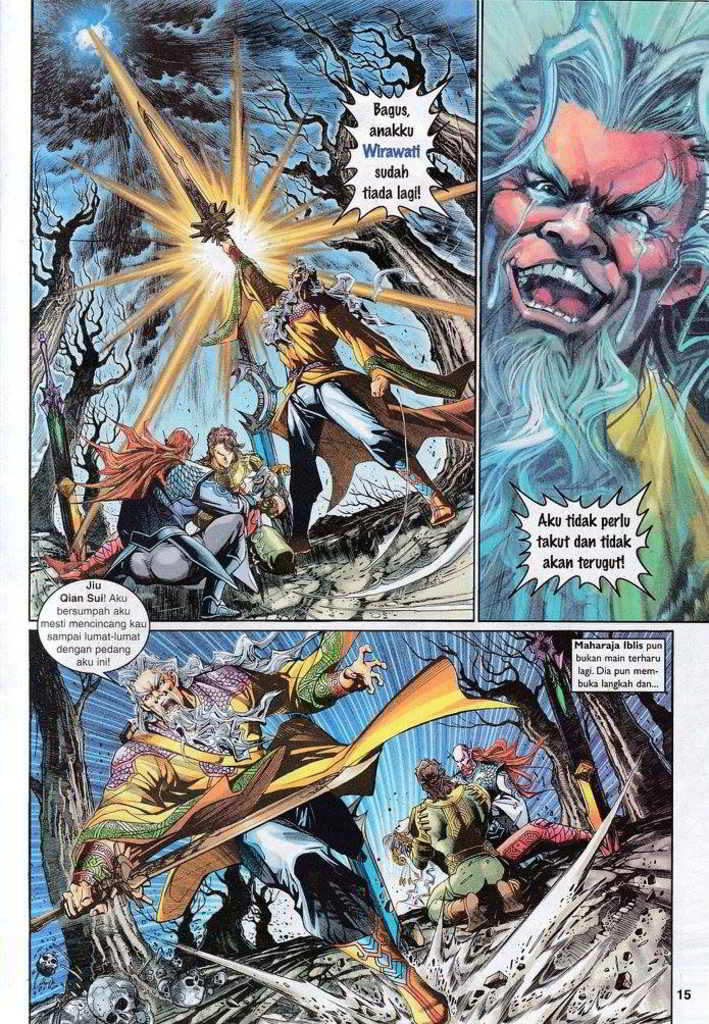 Bagus,
anakku
Wirawati
sudah
tiada lagi!
Aku tidak perlu
takut dan tidak
akan terugut!
Jiu
Qian Sui! Aku
bersumpah aku
mesti mencincang kau
sampai lumat-lumat
dengan pedang
aku ini!
Maharaja Iblis pun
bukan main terharu
lagi. Dia pun mem-
buka langkah dan...
15